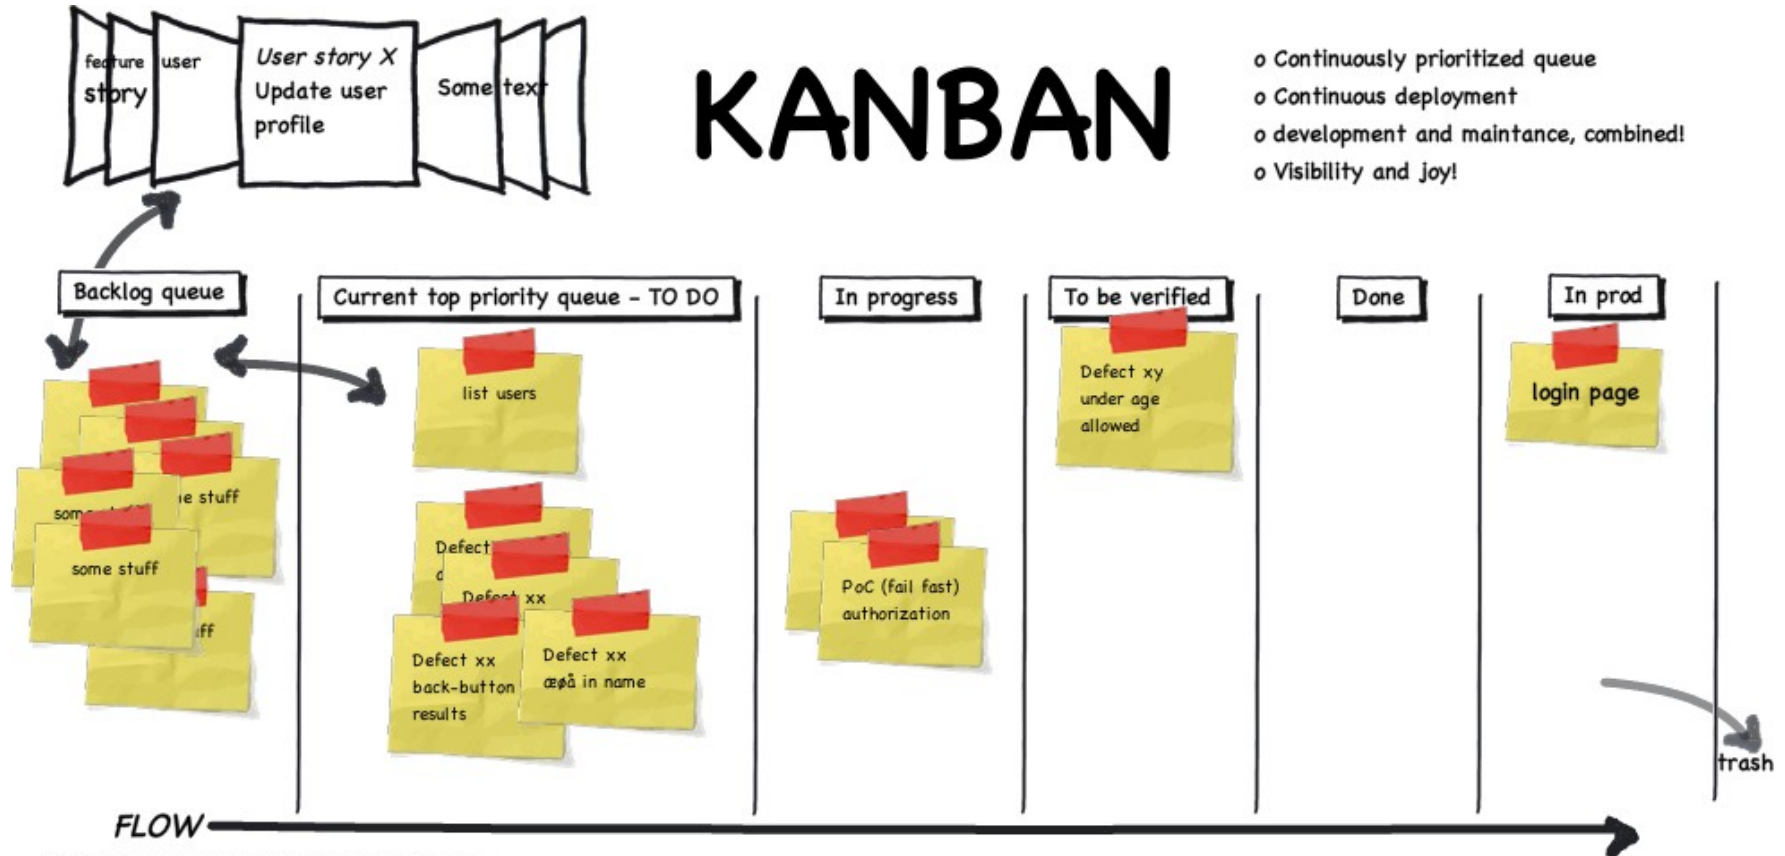 feature user
story
User story X
Update user
profile
Some text
KANBAN
o Continuously prioritized queue
o Continuous deployment
o development and maintance, combined!
o Visibility and joy!
Backlog queue
Current top priority queue - TO DO
In progress
To be verified
Done
In prod
some stuff
list users
Defect
Defect xx
Defect xx
back-button
results
Defect xx
æøå in name
PoC (fail fast)
authorization
Defect xy
under age
allowed
login page
trash
FLOW